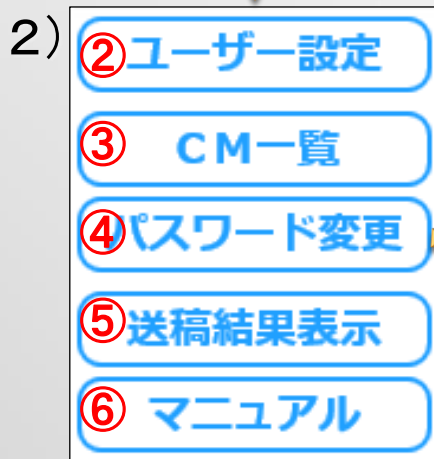 2）
②ユーザー設定
③CM一覧
④パスワード変更
⑤送稿結果表示
⑥マニュアル